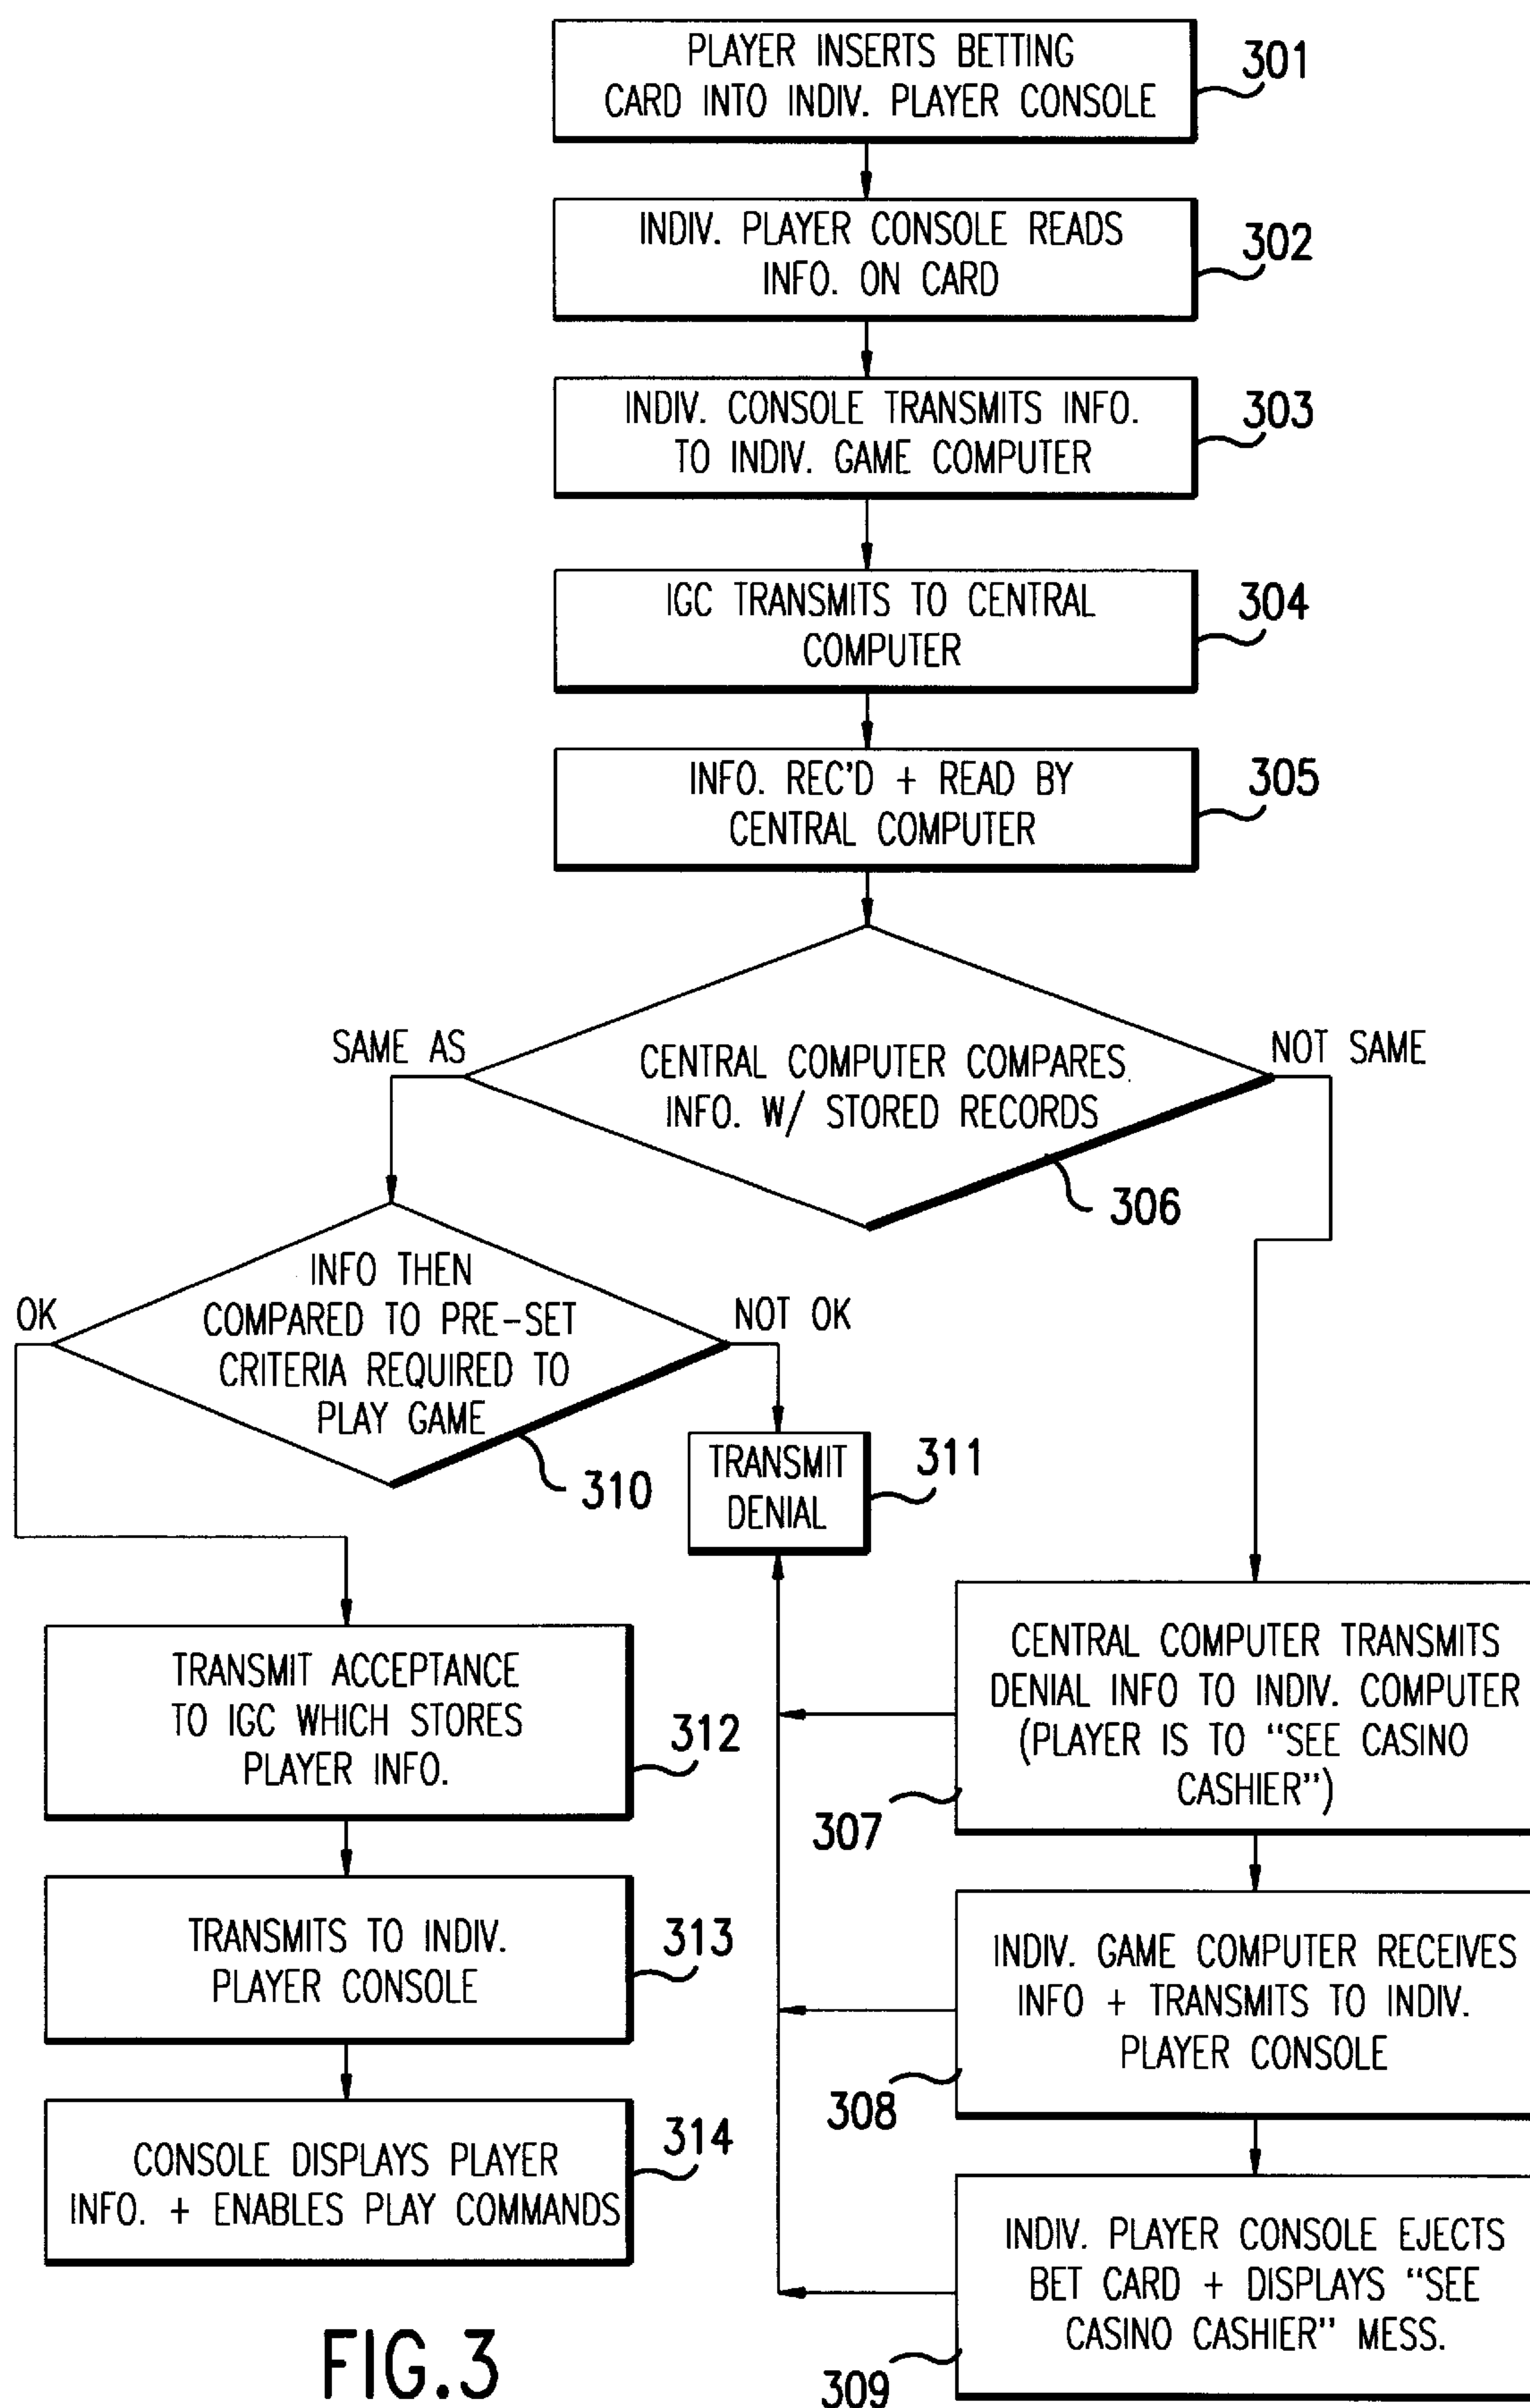 PLAYER INSERTS BETTING
CARD INTO INDIV. PLAYER CONSOLE
301
INDIV. PLAYER CONSOLE READS
INFO. ON CARD
302
INDIV. CONSOLE TRANSMITS INFO.
TO INDIV. GAME COMPUTER
303
IGC TRANSMITS TO CENTRAL
COMPUTER
304
INFO. REC'D + READ BY
CENTRAL COMPUTER
305
SAME AS
NOT SAME
CENTRAL COMPUTER COMPARES
INFO. W/ STORED RECORDS
306
OK
INFO THEN
COMPARED TO PRE-SET
CRITERIA REQUIRED TO
PLAY GAME
NOT OK
310
TRANSMIT
DENIAL
311
TRANSMIT ACCEPTANCE
TO IGC WHICH STORES
PLAYER INFO.
312
CENTRAL COMPUTER TRANSMITS
DENIAL INFO TO INDIV. COMPUTER
(PLAYER IS TO "SEE CASINO
CASHIER")
307
TRANSMITS TO INDIV.
PLAYER CONSOLE
313
INDIV. GAME COMPUTER RECEIVES
INFO + TRANSMITS TO INDIV.
PLAYER CONSOLE
308
CONSOLE DISPLAYS PLAYER
INFO. + ENABLES PLAY COMMANDS
314
INDIV. PLAYER CONSOLE EJECTS
BET CARD + DISPLAYS "SEE
CASINO CASHIER" MESS.
309
FIG.3